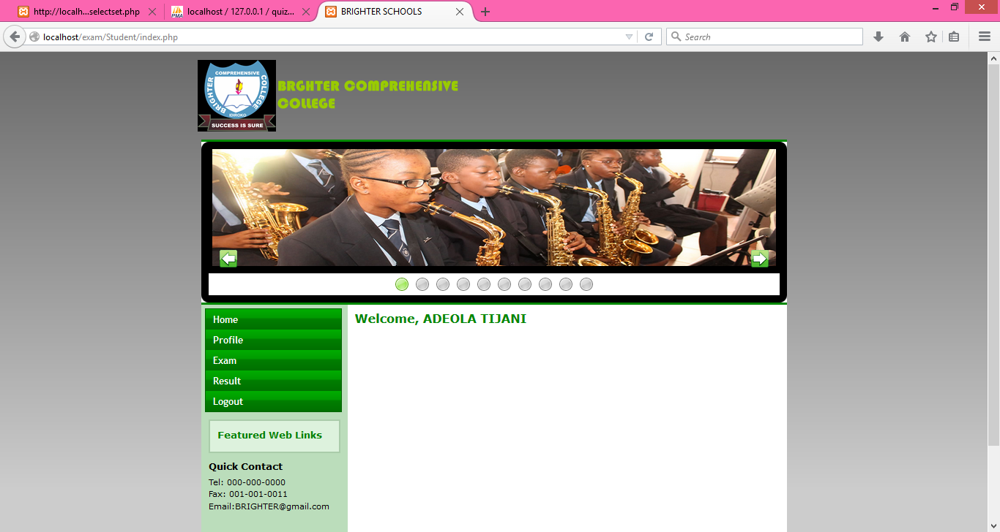 http://localh...selectset.php
localhost / 127.0.0.1 / quiz...
BRIGHTER SCHOOLS
localhost/exam/Student/index.php
Search
COMPREHENSIVE
BRIGHTER
COLLEGE
IDIROKO
SUCCESS IS SURE
BRGHTER COMPREHENSIVE
COLLEGE
Home
Profile
Exam
Result
Logout
Welcome, ADEOLA TIJANI
Featured Web Links
Quick Contact
Tel: 000-000-0000
Fax: 001-001-0011
Email:BRIGHTER@gmail.com